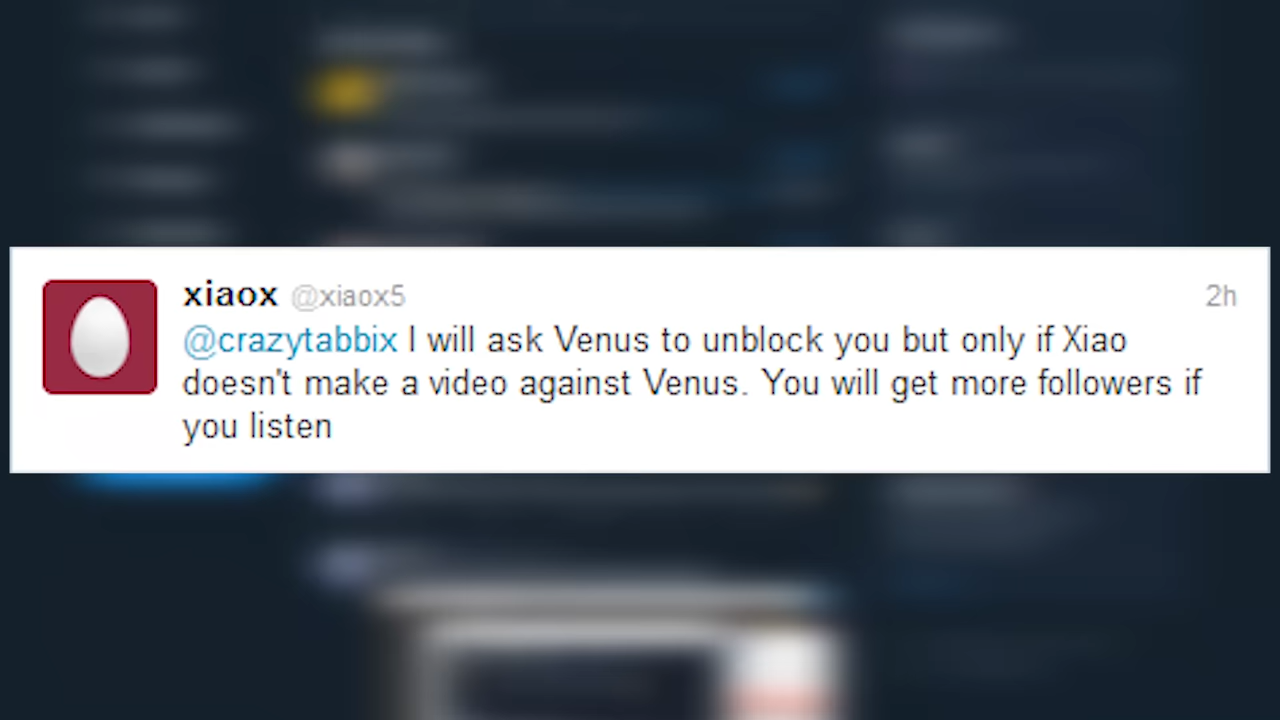 xiaox @xiaox5 2h
@crazytabbix I will ask Venus to unblock you but only if Xiao
doesn't make a video against Venus. You will get more followers if
you listen